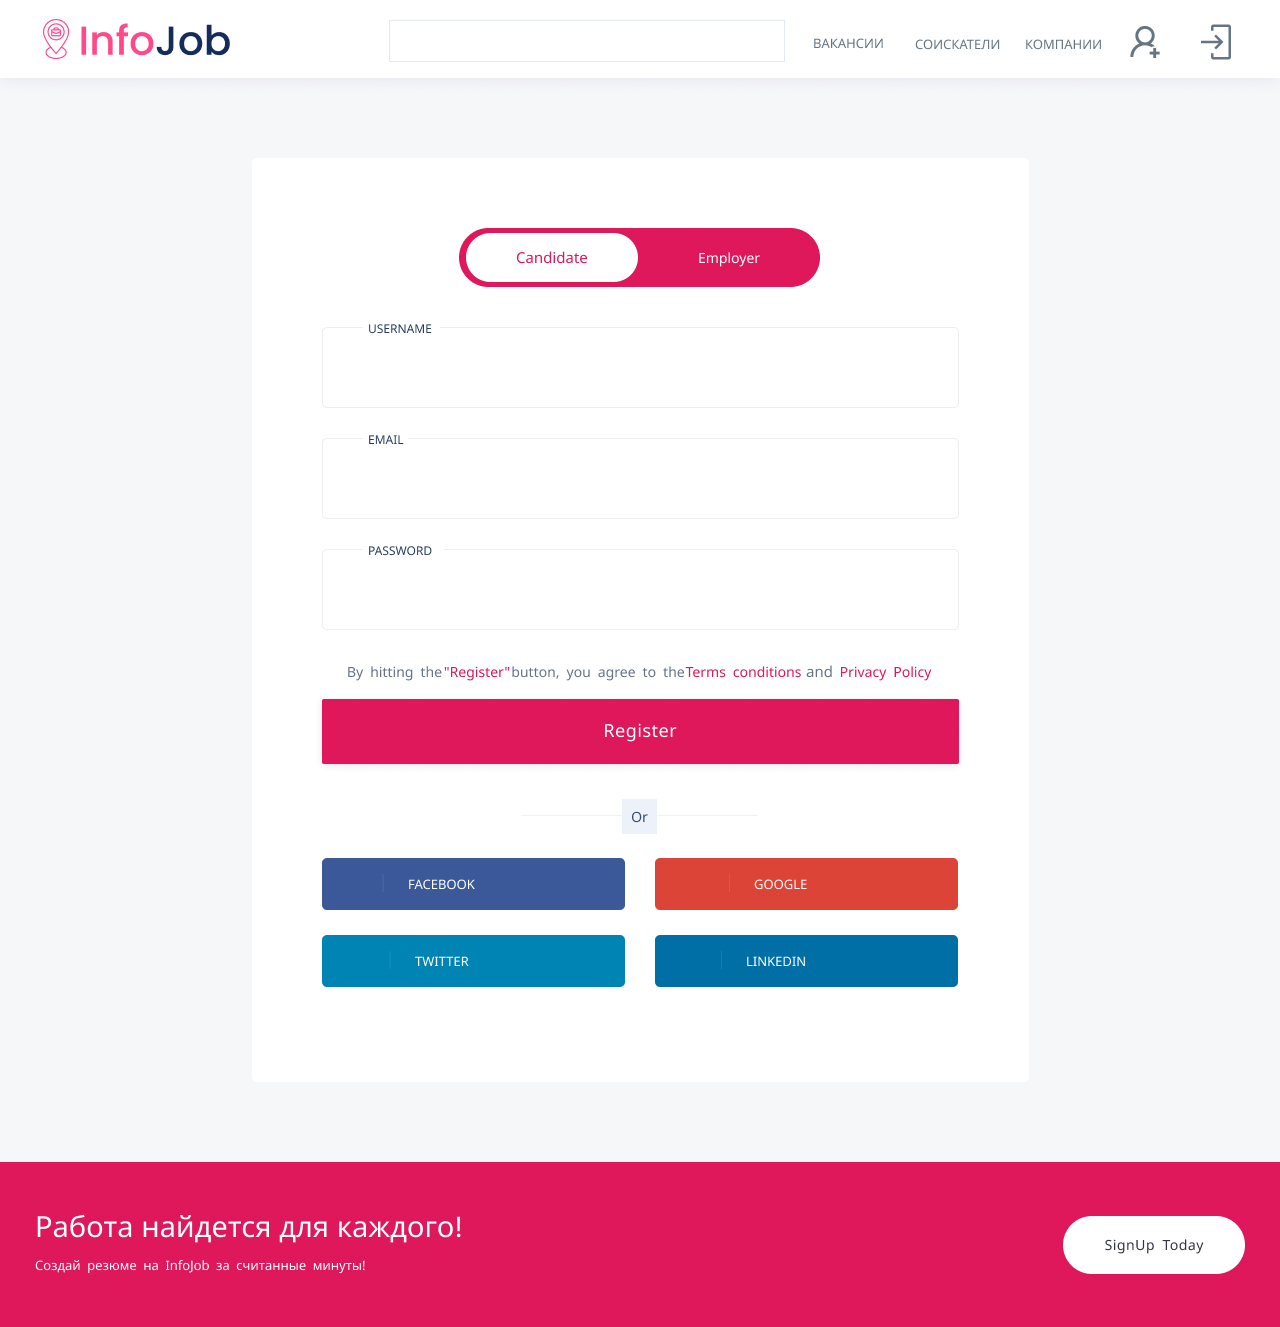 InfoJob
ВАКАНСИИ СОИСКАТЕЛИ КОМПАНИИ
Candidate Employer
USERNAME
EMAIL
PASSWORD
By hitting the "Register" button, you agree to the Terms conditions and Privacy Policy
Register
Or
FACEBOOK GOOGLE
TWITTER LINKEDIN
Работа найдется для каждого!
Создай резюме на InfoJob за считанные минуты!
SignUp Today